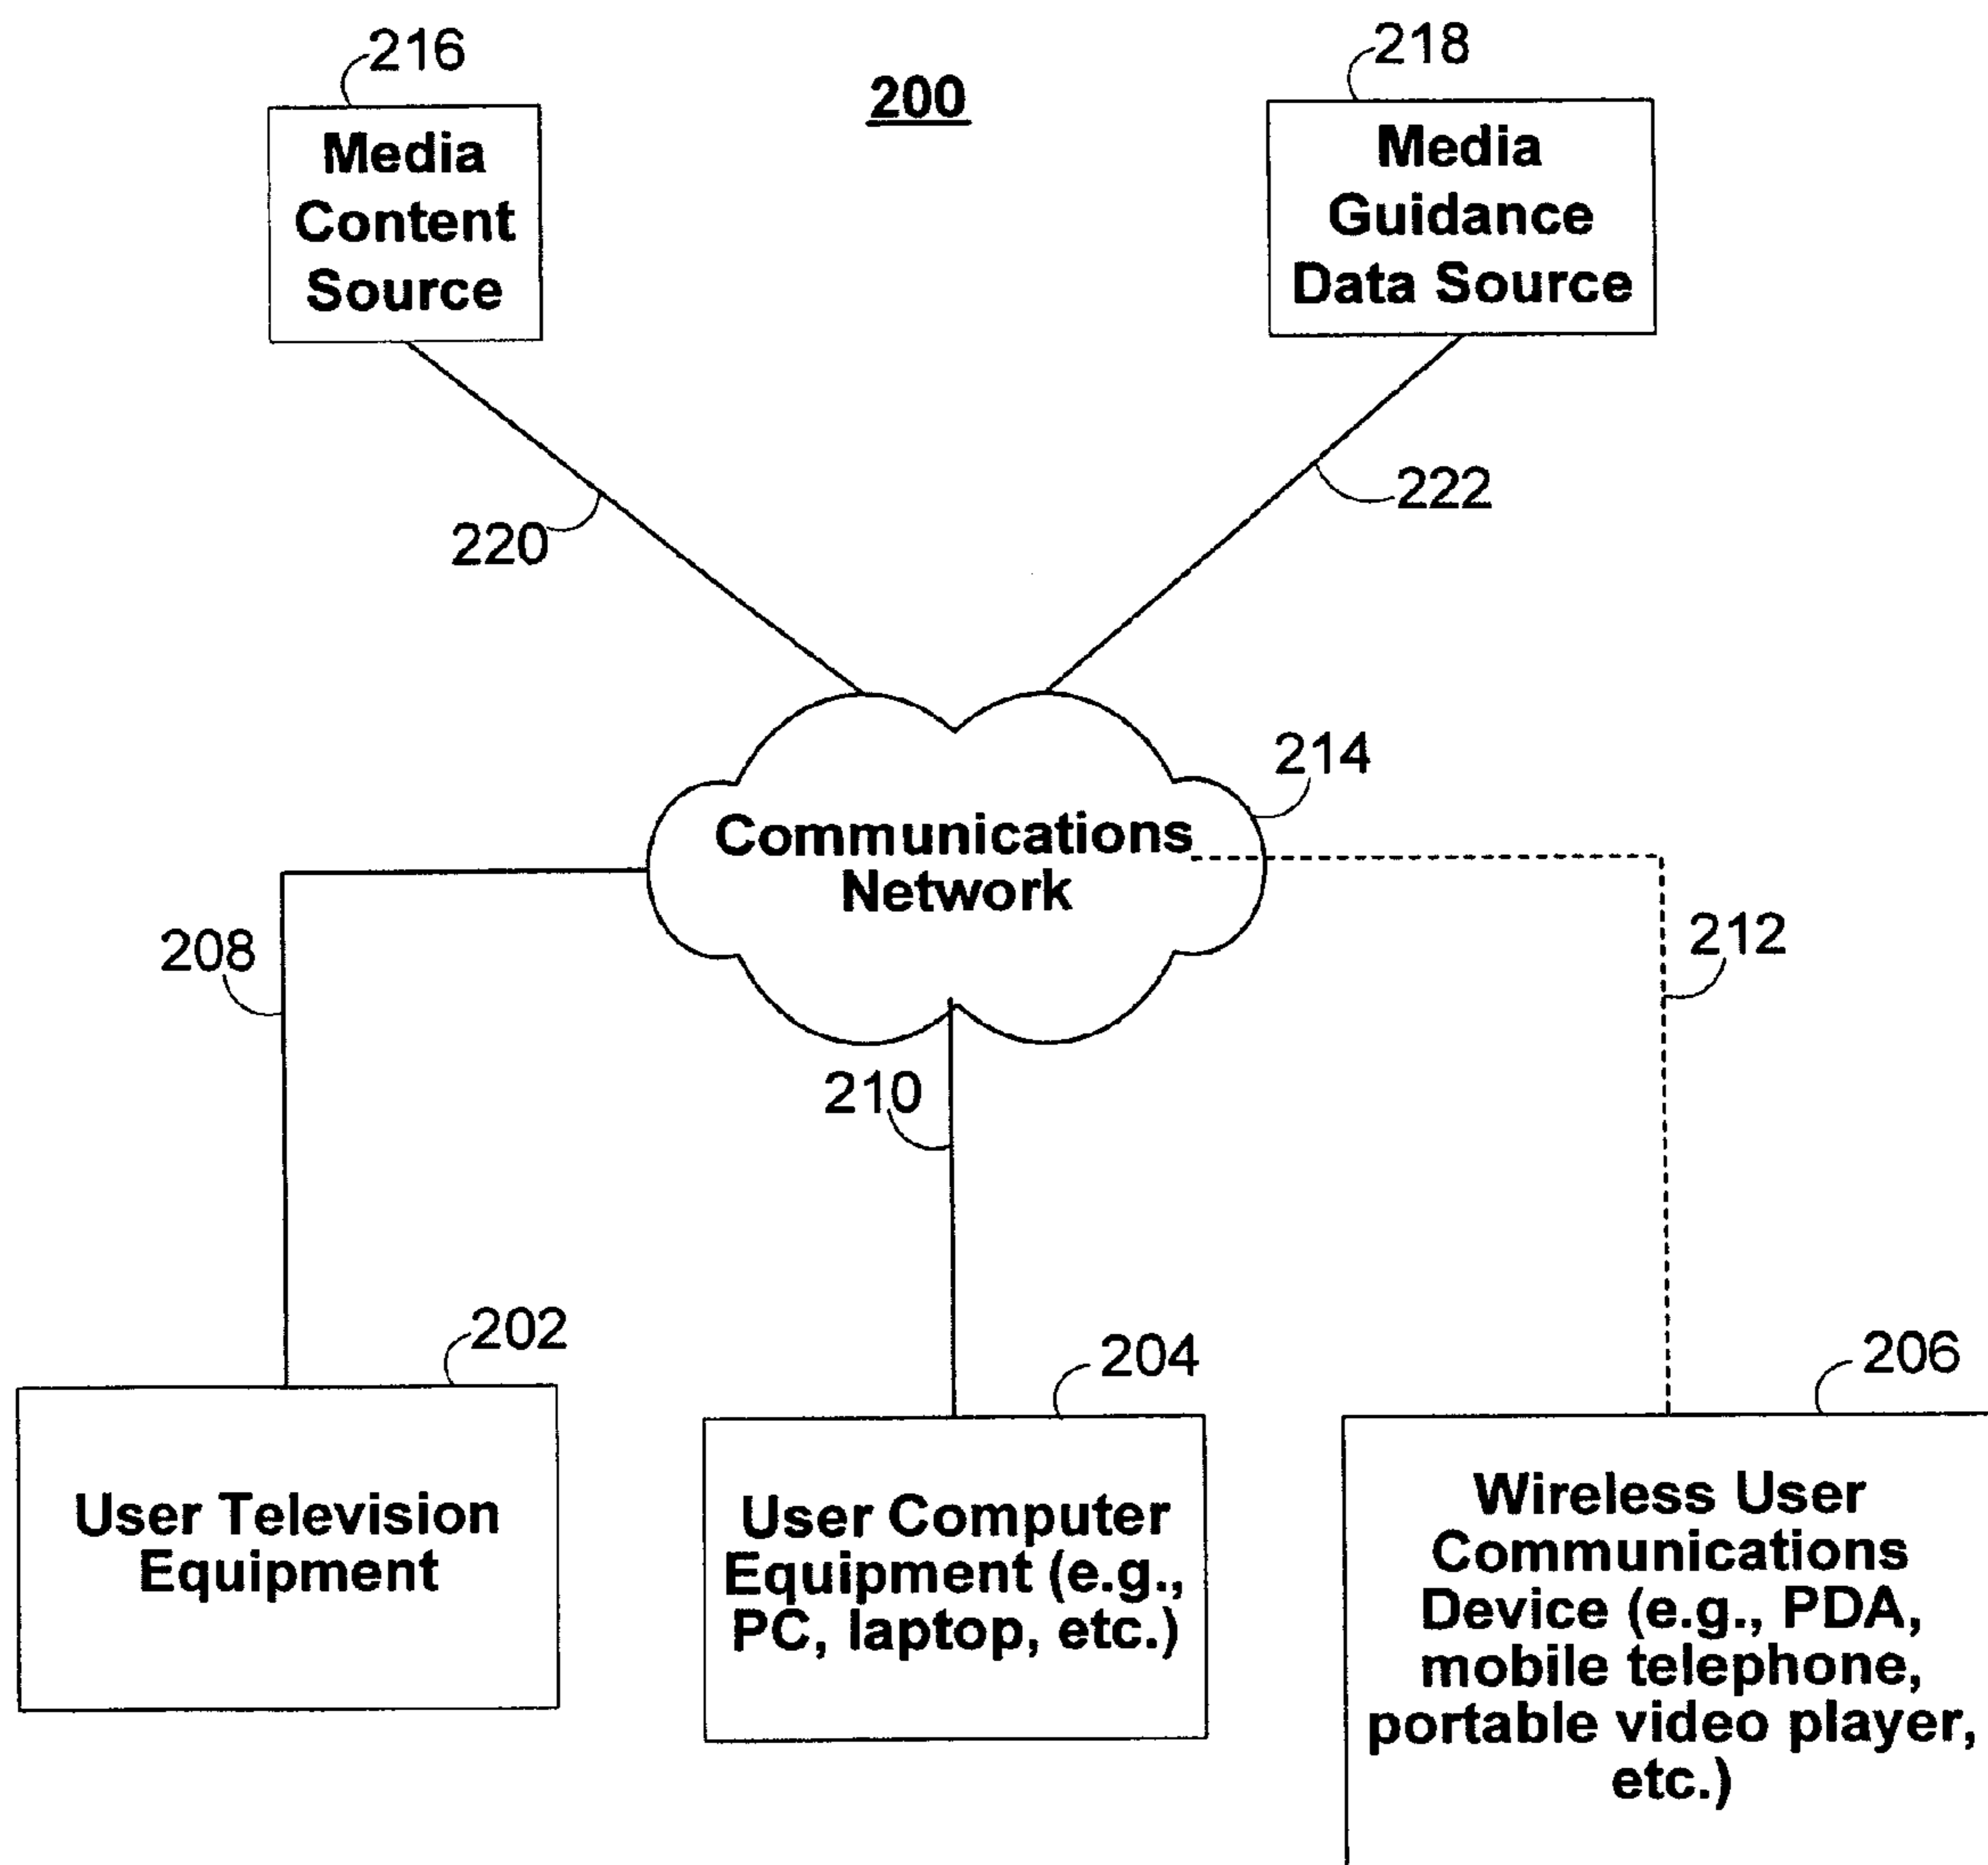 216
200
218
Media
Content
Source
Media
Guidance
Data Source
220
222
214
Communications
Network
208
212
210
202
204
206
User Television
Equipment
User Computer
Equipment (e.g.,
PC, laptop, etc.)
Wireless User
Communications
Device (e.g., PDA,
mobile telephone,
portable video player,
etc.)